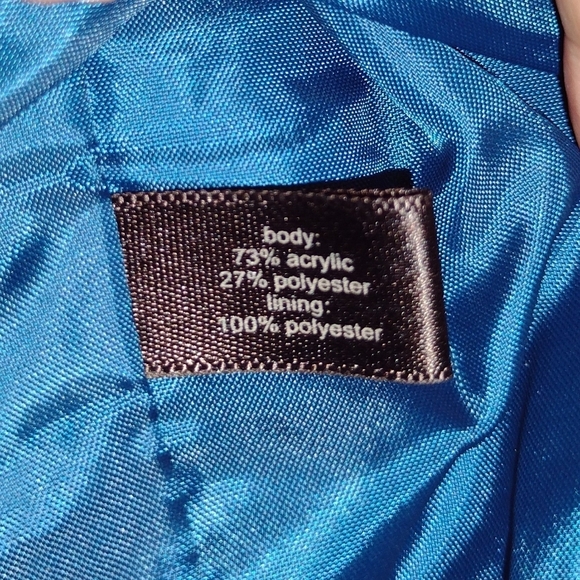 body:
73% acrylic
27% polyester
lining:
100% polyester